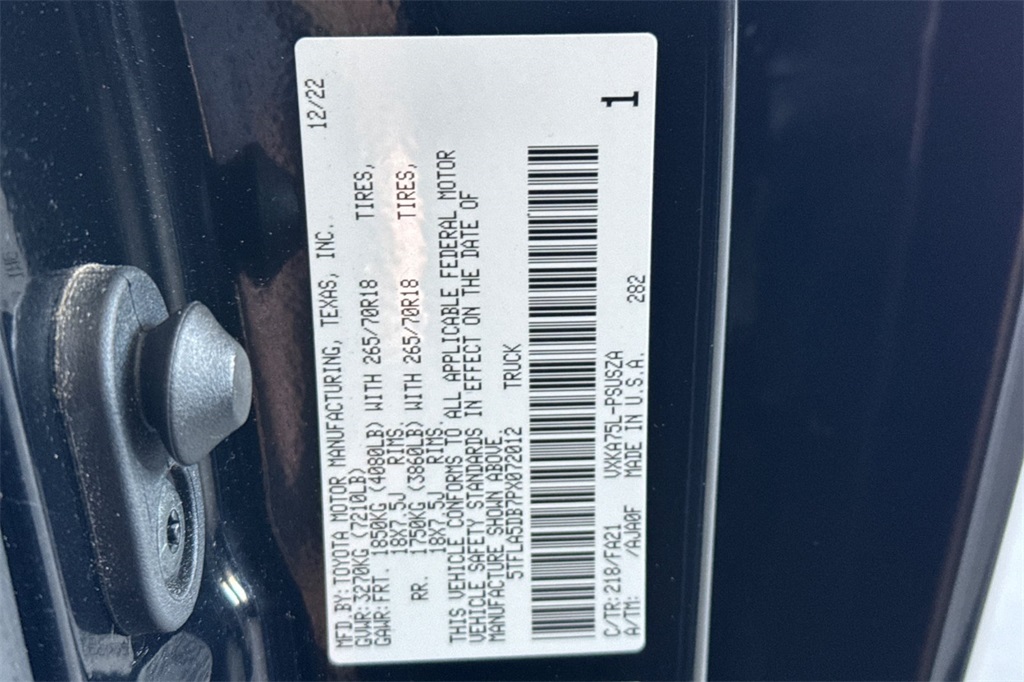 MFD.BY:TOYOTA MOTOR MANUFACTURING, TEXAS, INC. 12/22
GVWR:3270KG (7210LB)
GAWR:FRT. 1850KG (4080LB) WITH 265/70R18 TIRES,
18X7.5J RIMS.
RR. 1750KG (3860LB) WITH 265/70R18 TIRES,
18X7.5J RIMS.
THIS VEHICLE CONFORMS TO ALL APPLICABLE FEDERAL MOTOR
VEHICLE SAFETY STANDARDS IN EFFECT ON THE DATE OF
MANUFACTURE SHOWN ABOVE.
5TFLA5DB7PX072012 TRUCK
C/TR:218/FA21 VXKA75L-PSUSZA
A/TM: /AJA0F MADE IN U.S.A. 282
1